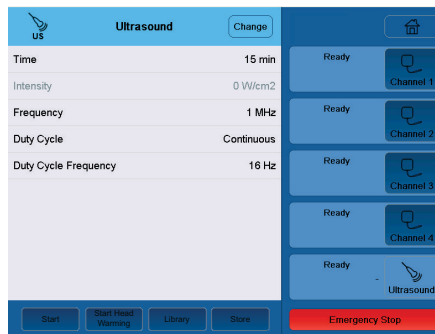 US
Ultrasound
Change
Time 15 min
Intensity 0 W/cm2
Frequency 1 MHz
Duty Cycle Continuous
Duty Cycle Frequency 16 Hz
Start
Start Head
Warming
Library
Store
Ready
Channel 1
Ready
Channel 2
Ready
Channel 3
Ready
Channel 4
Ready
-
Ultrasound
Emergency Stop